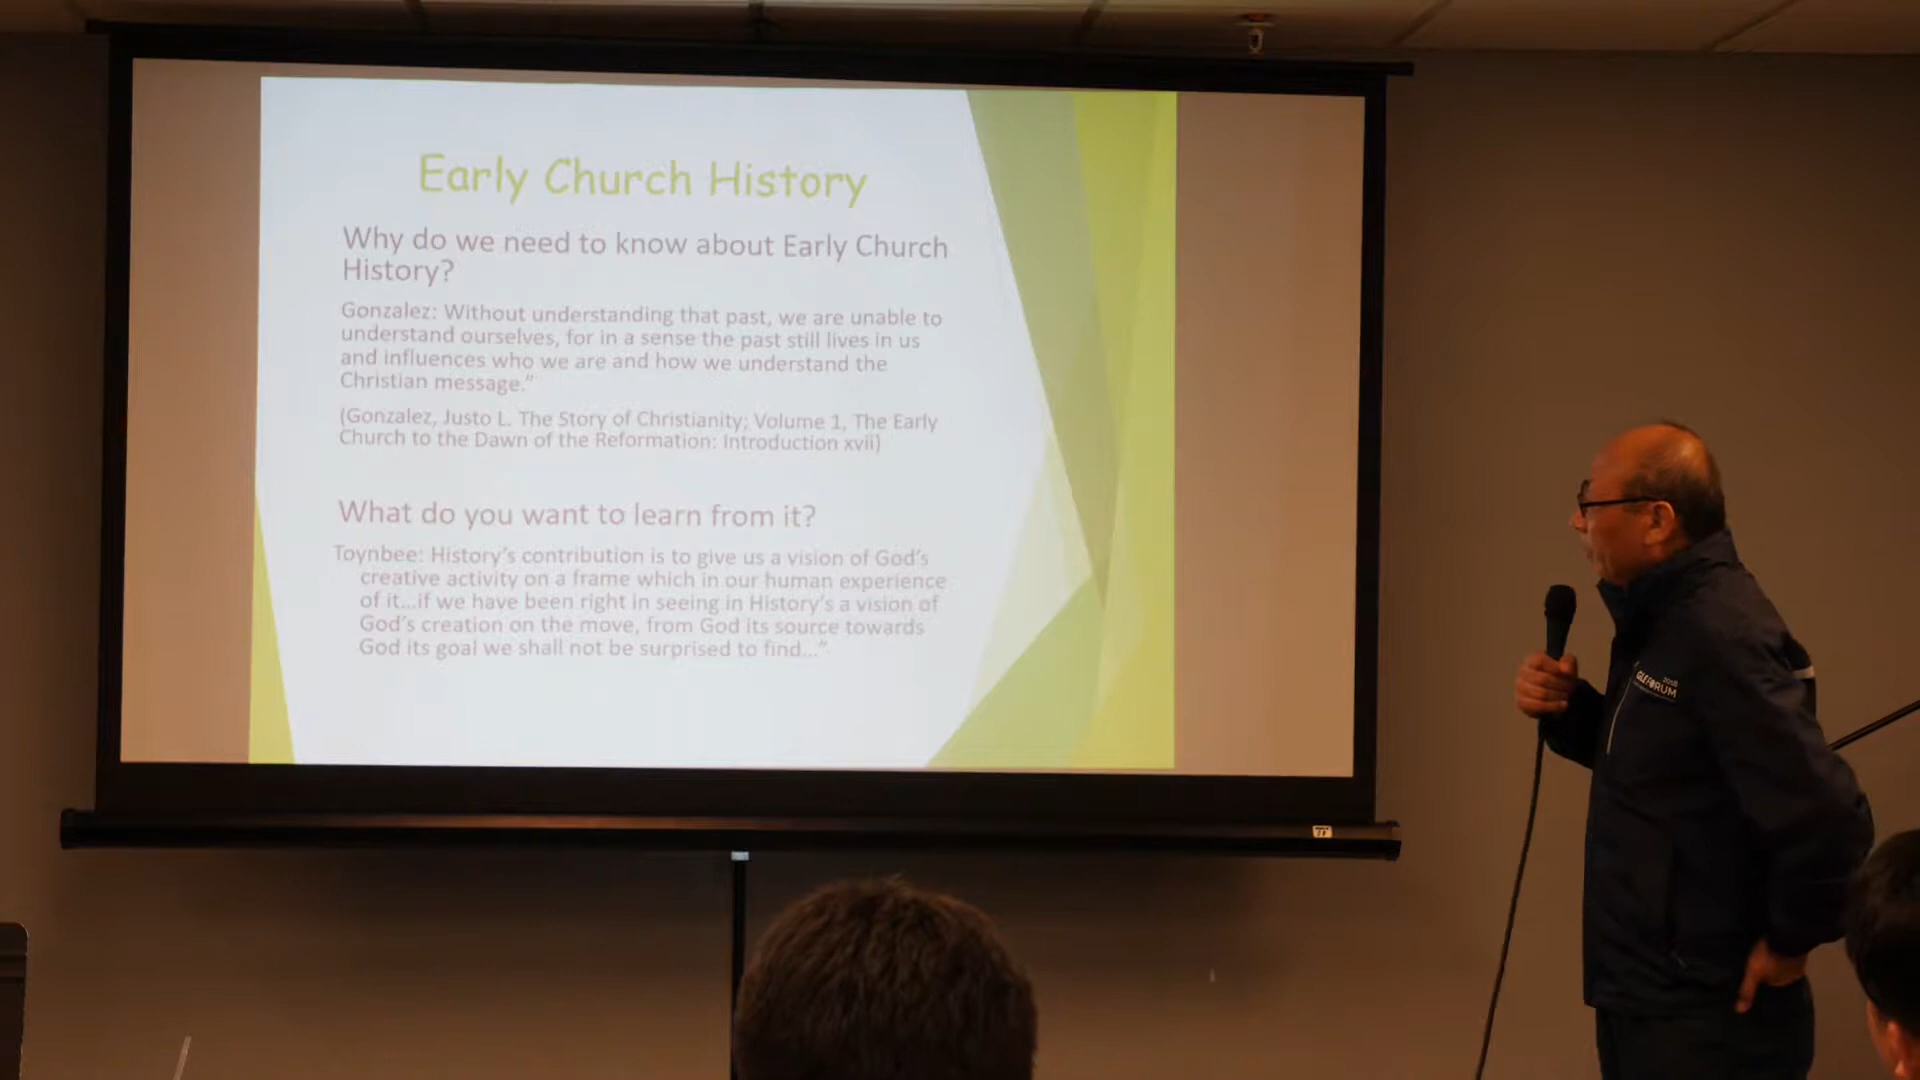 Early Church History
Why do we need to know about Early Church
History?
Gonzalez: Without understanding that past, we are unable to
understand ourselves, for in a sense the past still lives in us
and influences who we are and how we understand the
Christian message."
(Gonzalez, Justo L. The Story of Christianity; Volume 1, The Early
Church to the Dawn of the Reformation: Introduction xvii)
What do you want to learn from it?
Toynbee: History's contribution is to give us a vision of God's
creative activity on a frame which in our human experience
of it...if we have been right in seeing in History's a vision of
God's creation on the move, from God its source towards
God its goal we shall not be surprised to find..."
2018
GLE FORUM